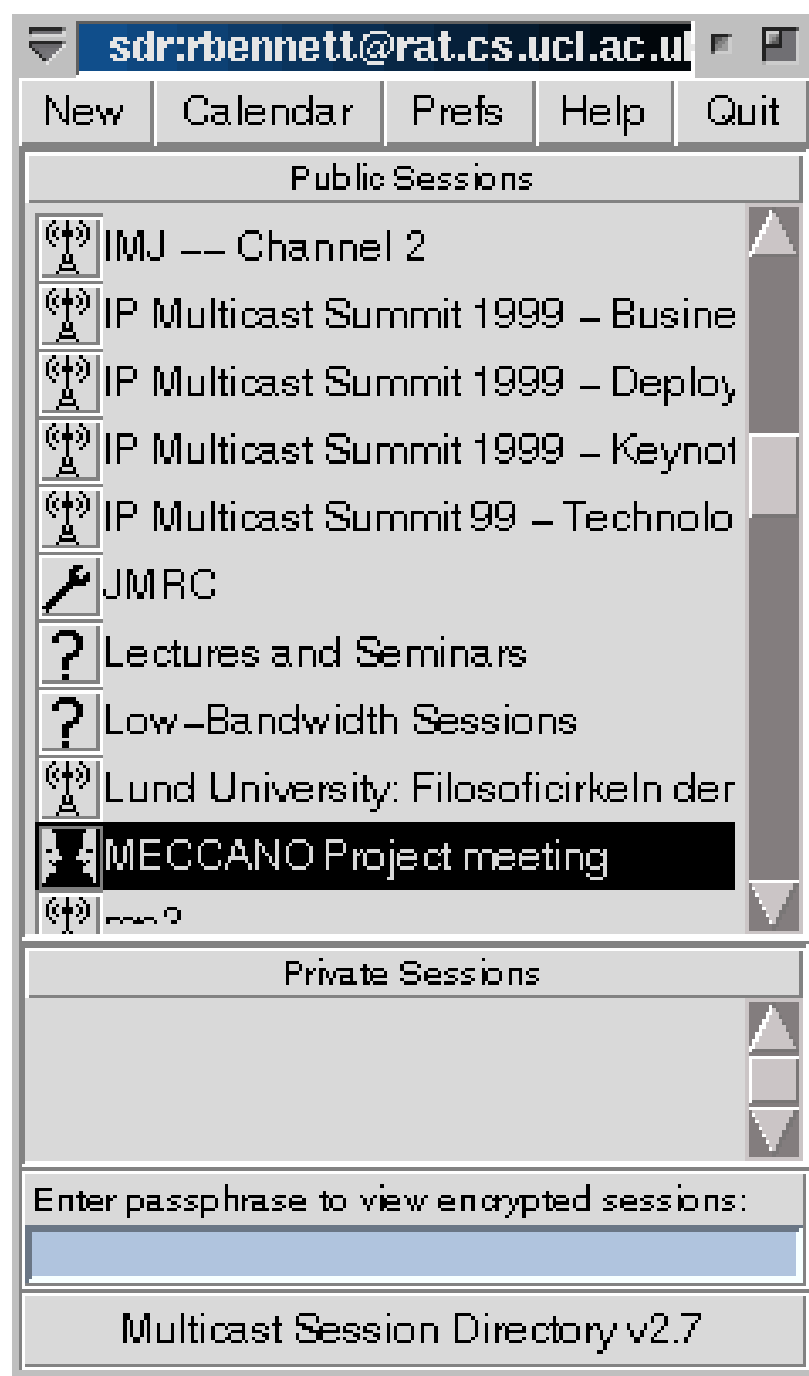 sdr:rbennett@rat.cs.ucl.ac.u
New Calendar Prefs Help Quit
Public Sessions
IMJ -- Channel 2
IP Multicast Summit 1999 - Busine
IP Multicast Summit 1999 - Deploy
IP Multicast Summit 1999 - Keynot
IP Multicast Summit 99 - Technolo
JMRC
? Lectures and Seminars
? Low-Bandwidth Sessions
Lund University: Filosoficirkeln der
MECCANO Project meeting
Private Sessions
Enter passphrase to view encrypted sessions:
Multicast Session Directory v2.7